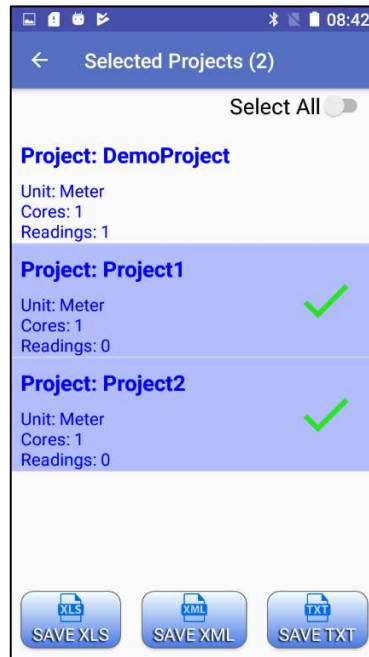 08:42
Selected Projects (2)
Select All
Project: DemoProject
Unit: Meter
Cores: 1
Readings: 1
Project: Project1
Unit: Meter
Cores: 1
Readings: 0
Project: Project2
Unit: Meter
Cores: 1
Readings: 0
XLS XML TXT
SAVE XLS SAVE XML SAVE TXT